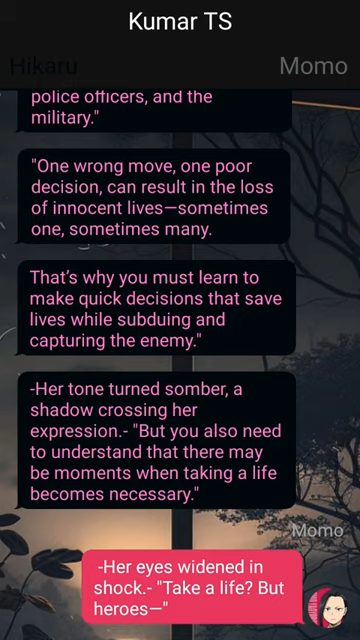 Kumar TS
Hikaru
Momo
police officers, and the
military."
"One wrong move, one poor
decision, can result in the loss
of innocent lives—sometimes
one, sometimes many.
That's why you must learn to
make quick decisions that save
lives while subduing and
capturing the enemy."
-Her tone turned somber, a
shadow crossing her
expression.- "But you also need
to understand that there may
be moments when taking a life
becomes necessary."
Momo
-Her eyes widened in
shock.- "Take a life? But
heroes—"